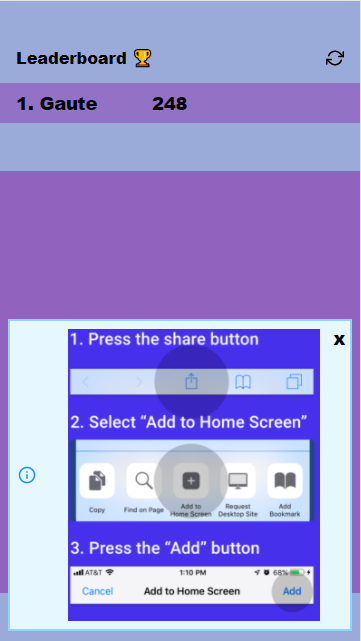 Leaderboard 🏆
1. Gaute 248
x
1. Press the share button
2. Select “Add to Home Screen”
Copy
Find on Page
Add to
Home Screen
Request
Desktop Site
Add
Bookmark
3. Press the “Add” button
AT&T 1:10 PM 68%
Cancel Add to Home Screen Add